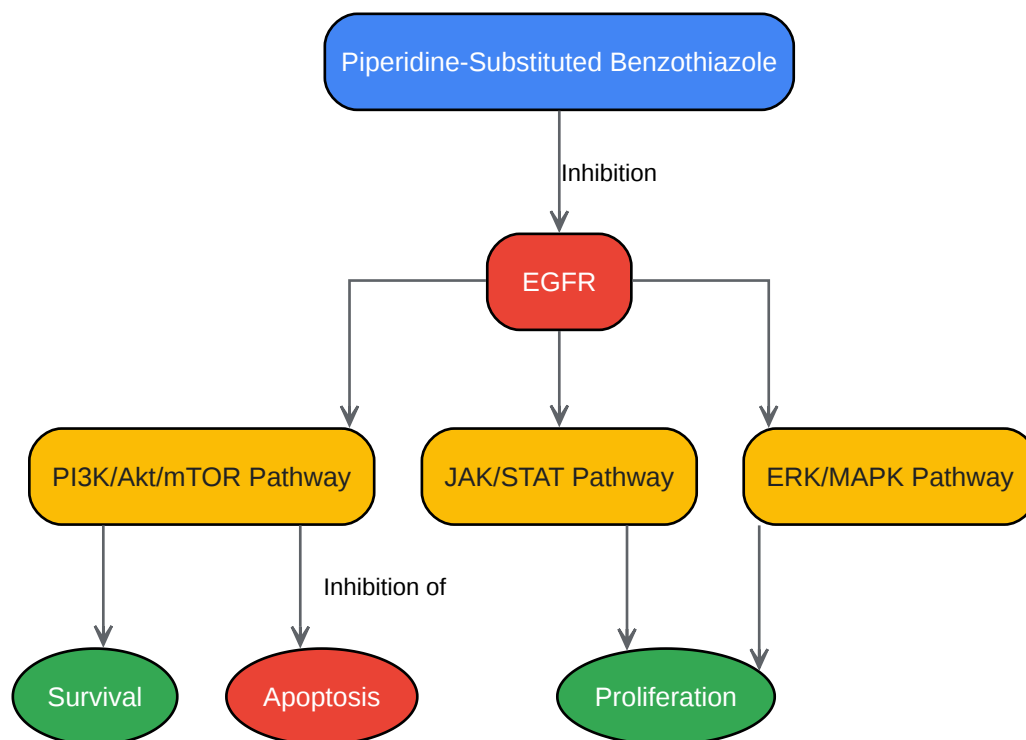 Piperidine-Substituted Benzothiazole
Inhibition
EGFR
PI3K/Akt/mTOR Pathway
JAK/STAT Pathway
ERK/MAPK Pathway
Inhibition of
Survival
Apoptosis
Proliferation